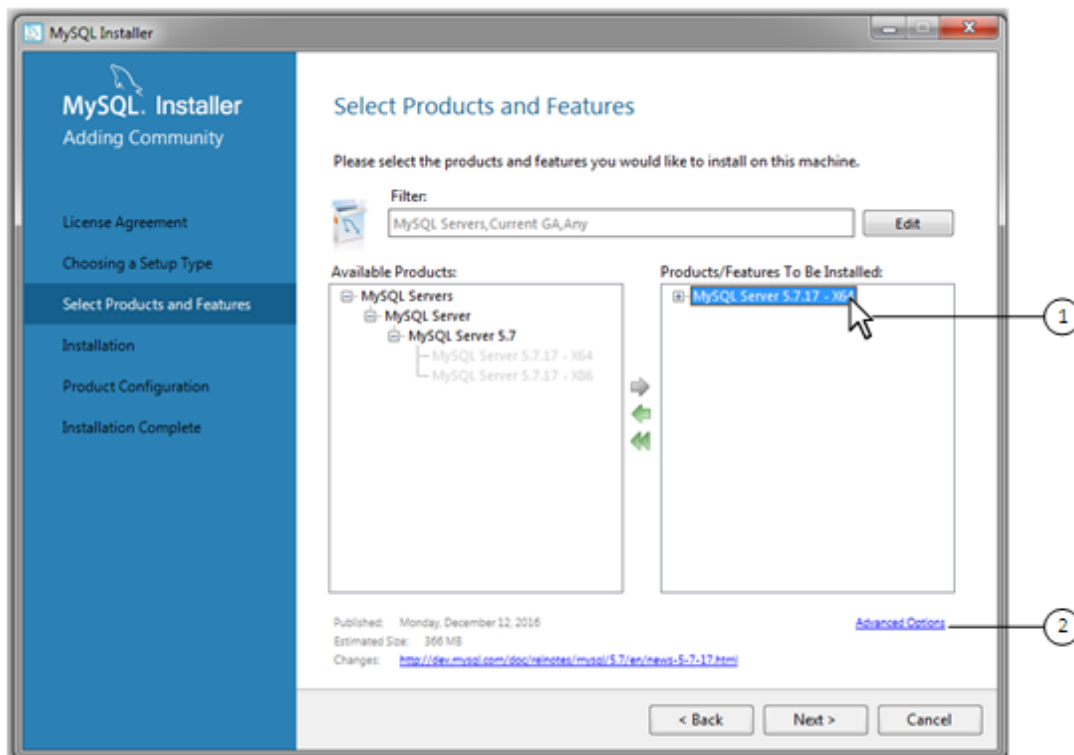 MySQL Installer
MySQL. Installer
Adding Community
License Agreement
Choosing a Setup Type
Select Products and Features
Installation
Product Configuration
Installation Complete
Select Products and Features
Please select the products and features you would like to install on this machine.
Filter:
MySQL Servers,Current GA,Any
Edit
Available Products:
MySQL Servers
MySQL Server
MySQL Server 5.7
MySQL Server 5.7.17 - X64
MySQL Server 5.7.17 - X86
Products/Features To Be Installed:
MySQL Server 5.7.17 - X64
1
Published: Monday, December 12, 2016
Estimated Size: 366 MB
Changes: http://dev.mysql.com/doc/relnotes/mysql/5.7/en/news-5-7-17.html
Advanced Options
2
< Back
Next >
Cancel